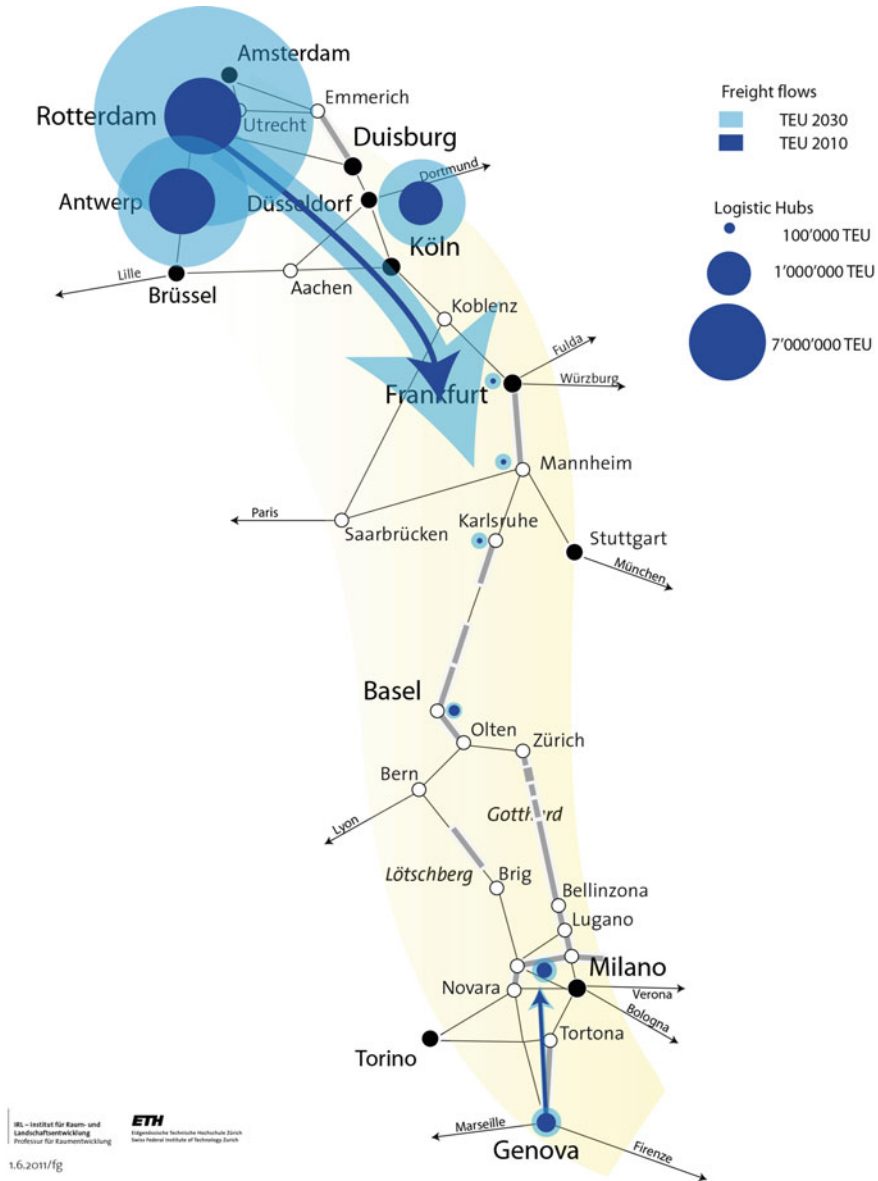 Amsterdam
Emmerich
Rotterdam
Utrecht
Duisburg
Dortmund
Antwerp
Düsseldorf
Köln
Lille
Brüssel
Aachen
Koblenz
Fulda
Frankfurt
Würzburg
Mannheim
Paris
Saarbrücken
Karlsruhe
Stuttgart
München
Basel
Olten
Zürich
Bern
Lyon
Gotthard
Lötschberg
Brig
Bellinzona
Lugano
Milano
Novara
Verona
Bologna
Tortona
Torino
Marseille
Genova
Firenze
Freight flows
TEU 2030
TEU 2010
Logistic Hubs
100'000 TEU
1'000'000 TEU
7'000'000 TEU
IRL – Institut für Raum- und
Landschaftsentwicklung
Professur für Raumentwicklung
ETH
Eidgenössische Technische Hochschule Zürich
Swiss Federal Institute of Technology Zurich
1.6.2011/fg